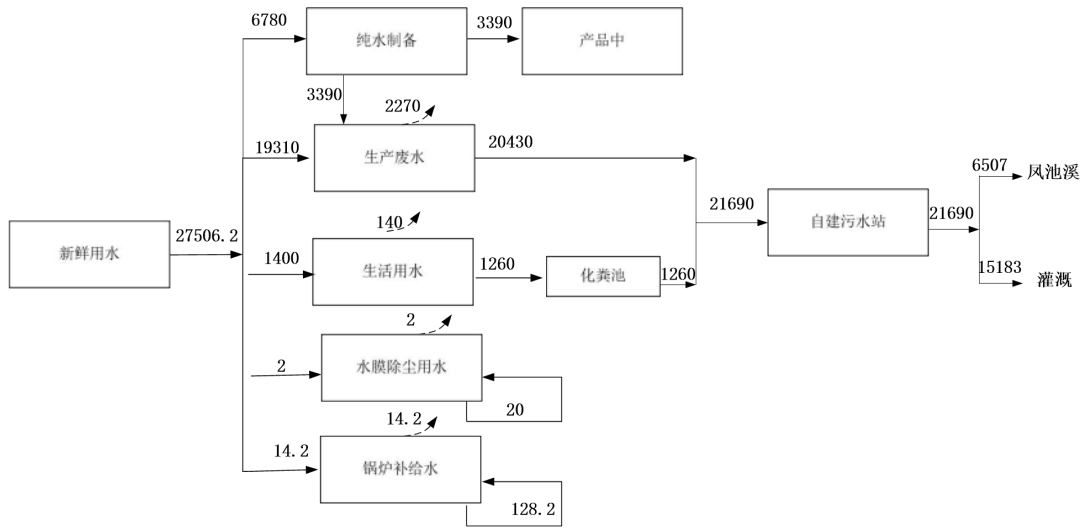 6780
纯水制备
3390
产品中
3390
2270
19310
生产废水
20430
6507
凤池溪
21690
自建污水站
21690
新鲜用水
27506.2
140
1400
生活用水
1260
化粪池
1260
15183
灌溉
2
2
水膜除尘用水
20
14.2
14.2
锅炉补给水
128.2